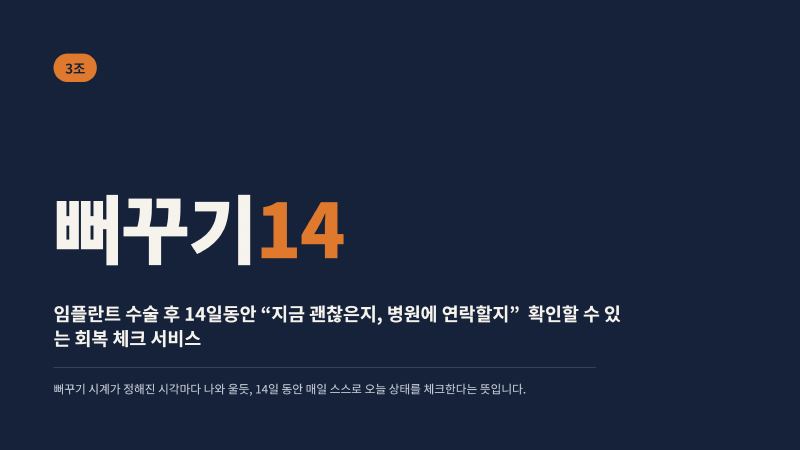 3조
뻐꾸기14
임플란트 수술 후 14일동안 “지금 괜찮은지, 병원에 연락할지”  확인할 수 있
는 회복 체크 서비스
뻐꾸기 시계가 정해진 시각마다 나와 울듯, 14일 동안 매일 스스로 오늘 상태를 체크한다는 뜻입니다.